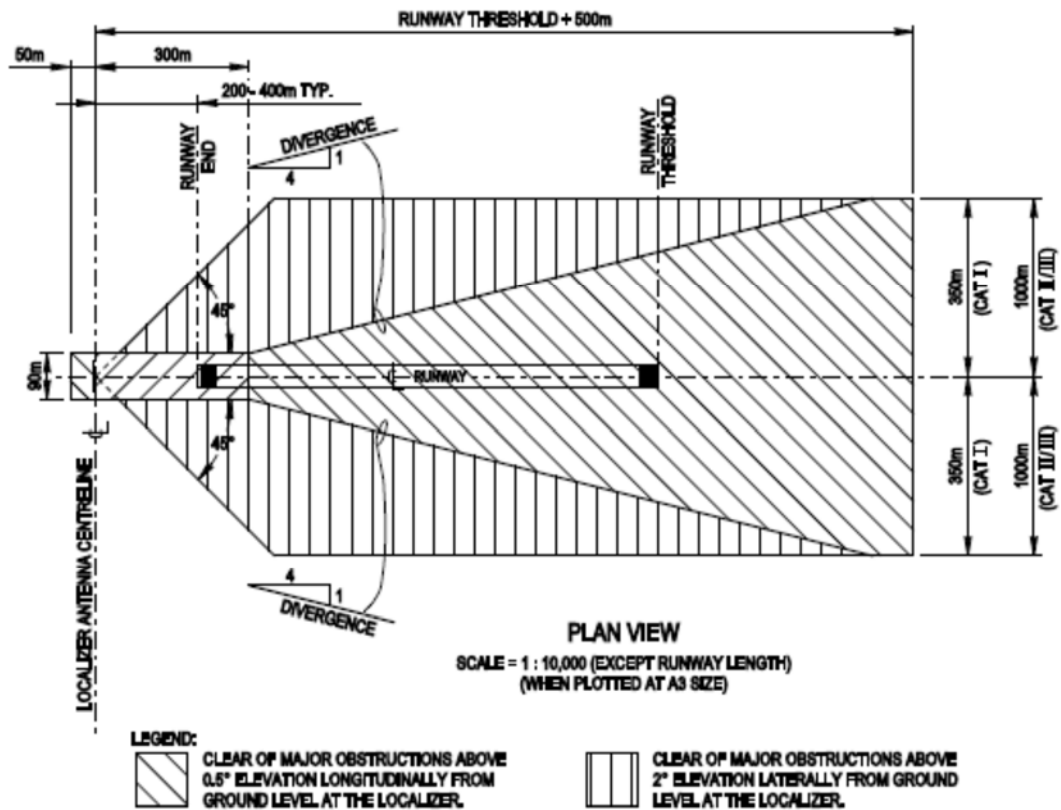 RUNWAY THRESHOLD + 500m
50m
300m
200 - 400m TYP.
RUNWAY
END
DIVERGENCE
1
4
RUNWAY
THRESHOLD
45°
350m
(CAT I)
1000m
(CAT II/III)
90m
RUNWAY
45°
350m
(CAT I)
1000m
(CAT II/III)
LOCALIZER ANTENNA CENTRELINE
4
1
DIVERGENCE
PLAN VIEW
SCALE = 1 : 10,000 (EXCEPT RUNWAY LENGTH)
(WHEN PLOTTED AT A3 SIZE)
LEGEND:
CLEAR OF MAJOR OBSTRUCTIONS ABOVE
0.5° ELEVATION LONGITUDINALLY FROM
GROUND LEVEL AT THE LOCALIZER.
CLEAR OF MAJOR OBSTRUCTIONS ABOVE
2° ELEVATION LATERALLY FROM GROUND
LEVEL AT THE LOCALIZER.